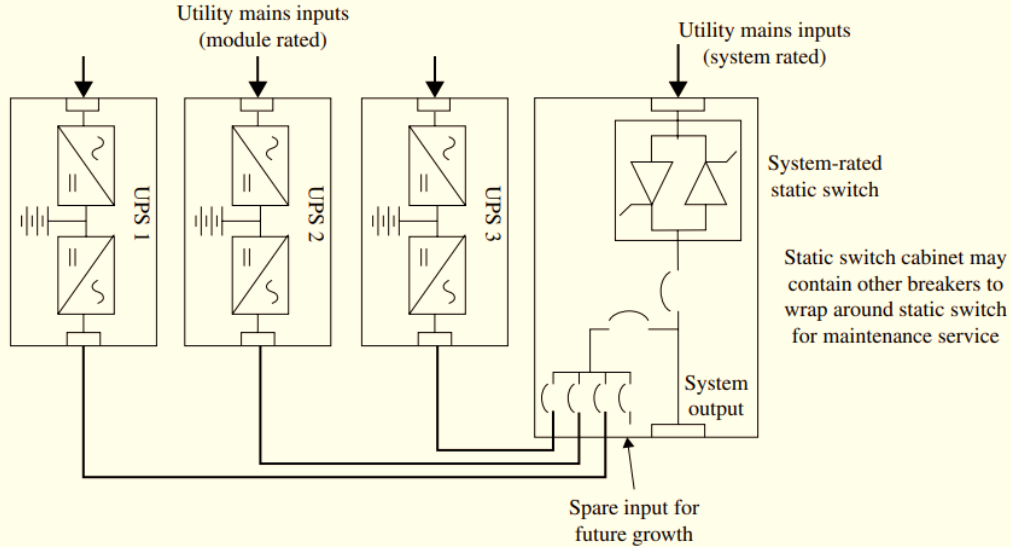 Utility mains inputs
(module rated)
Utility mains inputs
(system rated)
UPS 1
UPS 2
UPS 3
System-rated
static switch
Static switch cabinet may
contain other breakers to
wrap around static switch
for maintenance service
System
output
Spare input for
future growth